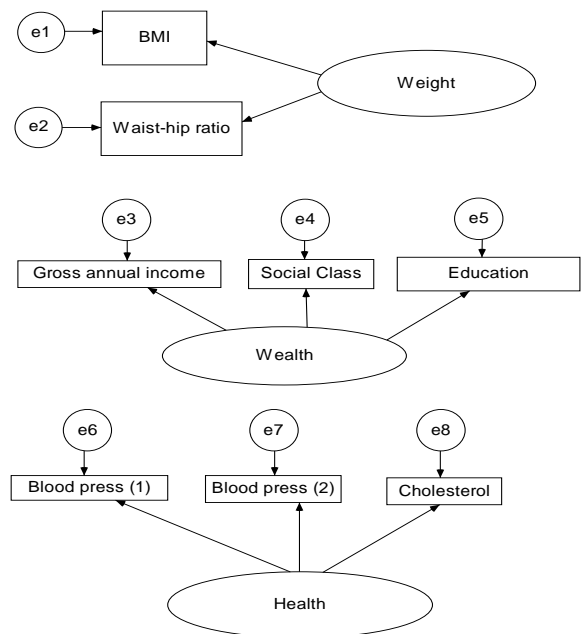 e1
BMI
Weight
e2
Waist-hip ratio
e3
e4
e5
Gross annual income
Social Class
Education
Wealth
e6
e7
e8
Blood press (1)
Blood press (2)
Cholesterol
Health